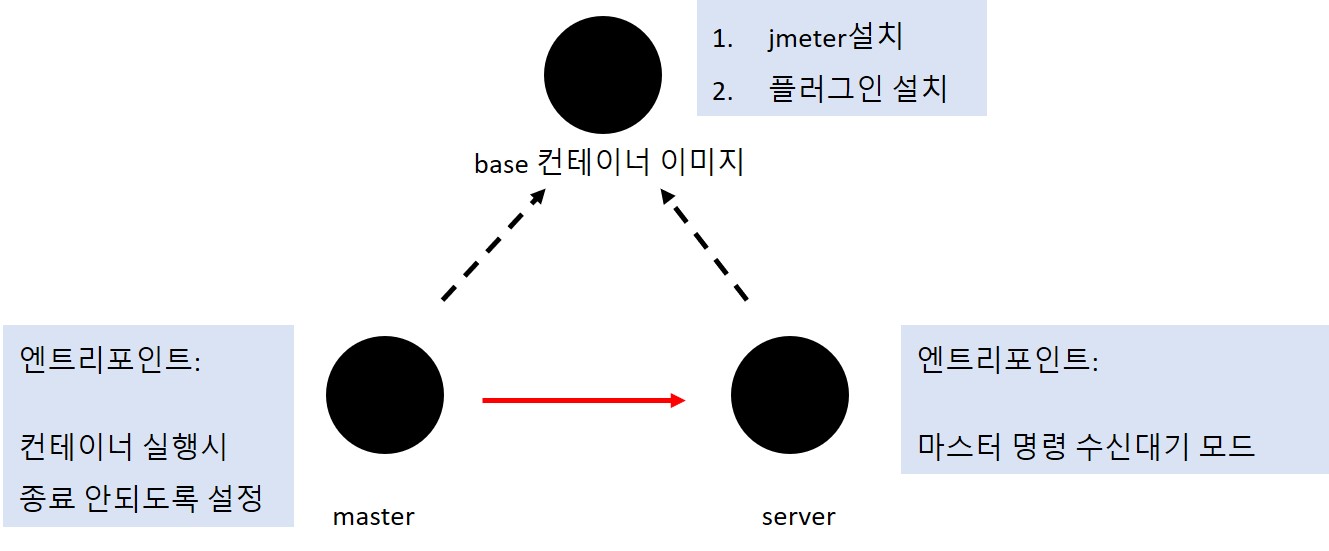 1. jmeter설치
2. 플러그인 설치
base 컨테이너 이미지
엔트리포인트:
컨테이너 실행시
종료 안되도록 설정
엔트리포인트:
마스터 명령 수신대기 모드
master
server